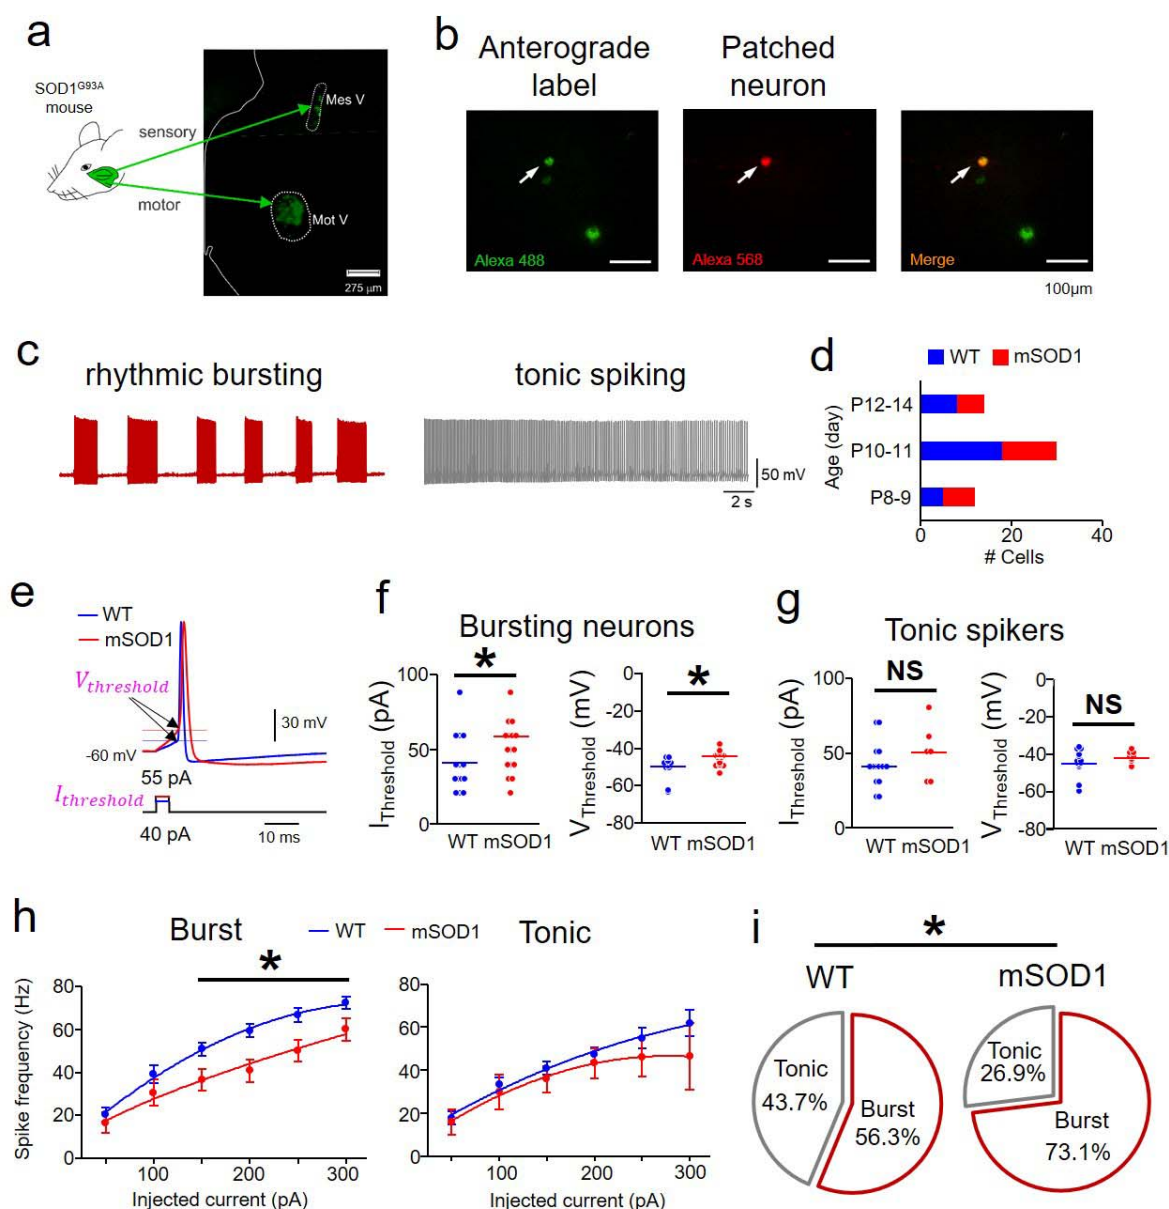 a
SOD1G93A
mouse
sensory
motor
Mes V
Mot V
275 µm
b
Anterograde
label
Patched
neuron
Alexa 488
Alexa 568
Merge
100µm
c
rhythmic bursting
tonic spiking
50 mV
2 s
d
WT
mSOD1
Age (day)
P12-14
P10-11
P8-9
0
20
40
# Cells
e
WT
mSOD1
Vthreshold
30 mV
-60 mV
55 pA
Ithreshold
40 pA
10 ms
f
Bursting neurons
*
IThreshold (pA)
100
50
0
WT mSOD1
*
VThreshold (mV)
0
-20
-40
-60
-80
WT mSOD1
g
Tonic spikers
NS
IThreshold (pA)
100
50
0
WT mSOD1
NS
VThreshold (mV)
0
-20
-40
-60
-80
WT mSOD1
h
Burst
WT
mSOD1
Tonic
*
Spike frequency (Hz)
80
60
40
20
0
100
200
300
Injected current (pA)
80
60
40
20
0
100
200
300
Injected current (pA)
i
*
WT
mSOD1
Tonic
43.7%
Burst
56.3%
Tonic
26.9%
Burst
73.1%